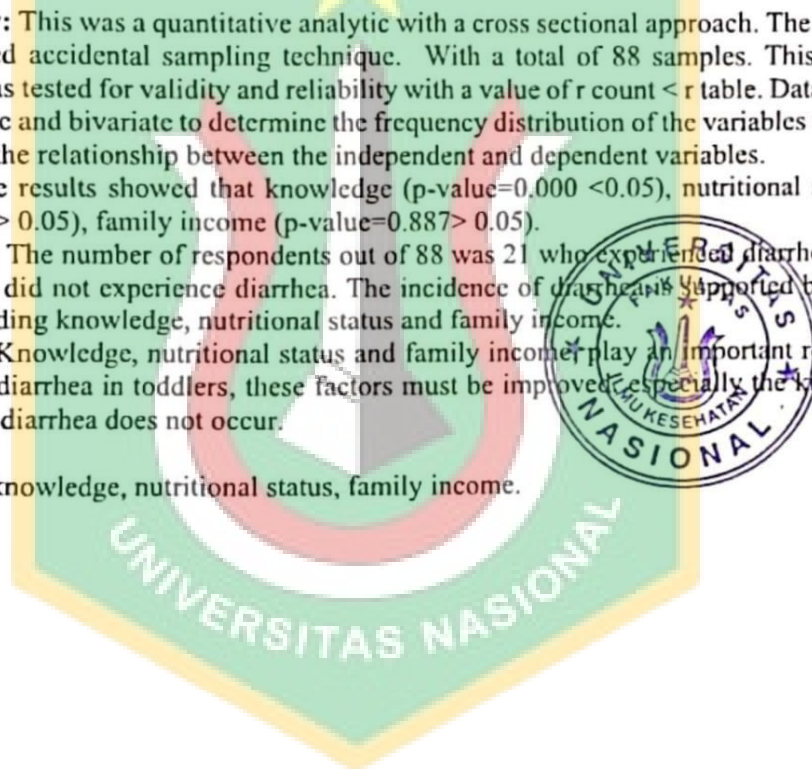 : This was a quantitative analytic with a cross sectional approach. The
d accidental sampling technique. With a total of 88 samples. This
s tested for validity and reliability with a value of r count < r table. Dat
c and bivariate to determine the frequency distribution of the variables
he relationship between the independent and dependent variables.
e results showed that knowledge (p-value=0.000 <0.05), nutritional
> 0.05), family income (p-value=0.887> 0.05).
The number of respondents out of 88 was 21 who experienced diarrh
did not experience diarrhea. The incidence of diarrhea is supported b
ding knowledge, nutritional status and family income.
Knowledge, nutritional status and family income, play an important r
diarrhea in toddlers, these factors must be improved, especially the k
diarrhea does not occur.
knowledge, nutritional status, family income.
UNIVERSITAS NASIONAL
UNIVERSITAS
ILMU KESEHATAN
NASIONAL